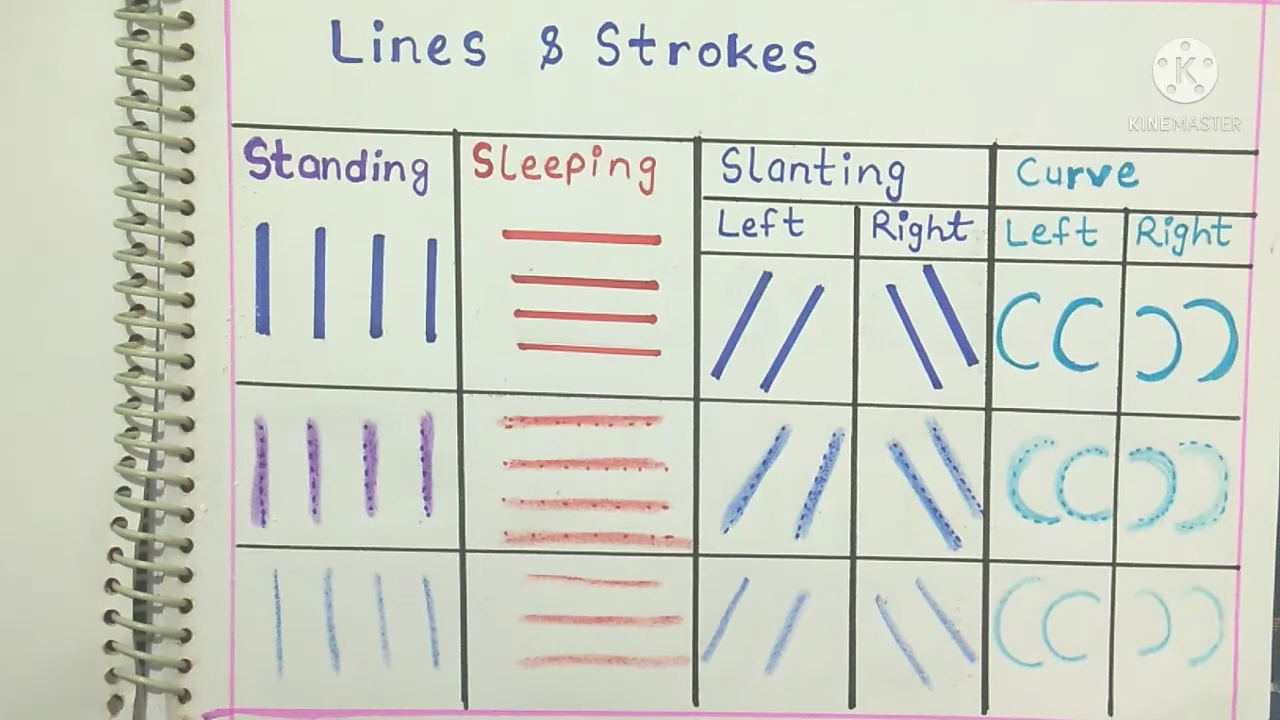 Lines & Strokes
K
KINEMASTER
Standing Sleeping Slanting Curve
Left Right Left Right